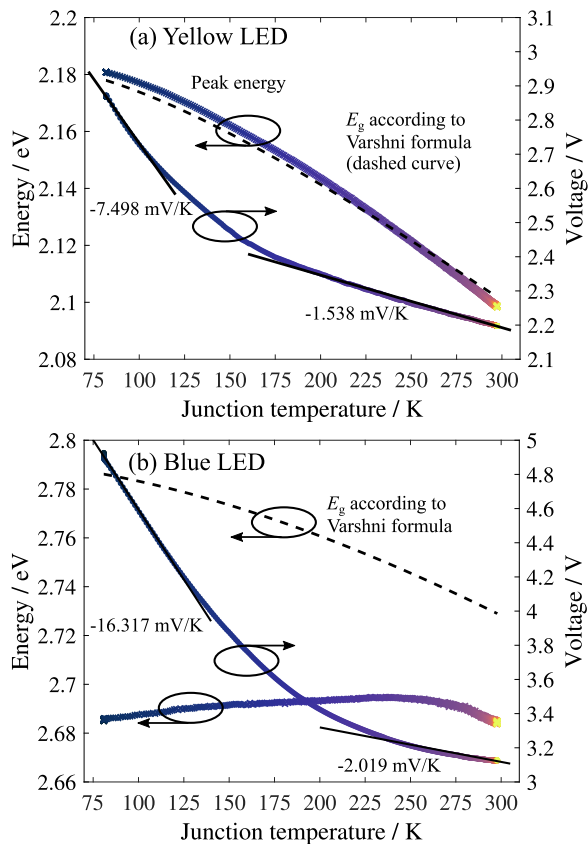 (a) Yellow LED
Peak energy
E_g according to
Varshni formula
(dashed curve)
-7.498 mV/K
-1.538 mV/K
Energy / eV
2.2
2.18
2.16
2.14
2.12
2.1
2.08
Voltage / V
3.1
3
2.9
2.8
2.7
2.6
2.5
2.4
2.3
2.2
2.1
75 100 125 150 175 200 225 250 275 300
Junction temperature / K
(b) Blue LED
E_g according to
Varshni formula
-16.317 mV/K
-2.019 mV/K
Energy / eV
2.8
2.78
2.76
2.74
2.72
2.7
2.68
2.66
Voltage / V
5
4.8
4.6
4.4
4.2
4
3.8
3.6
3.4
3.2
3
75 100 125 150 175 200 225 250 275 300
Junction temperature / K